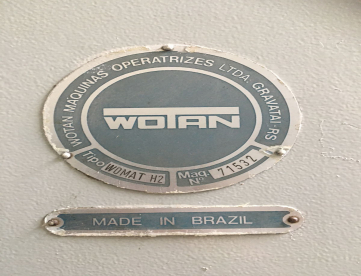 WOTAN MAQUINAS OPERATRIZES LTDA. GRAVATAI-RS
WOTAN
Tipo WOMAT H2 Maq. Nº 71532
MADE IN BRAZIL